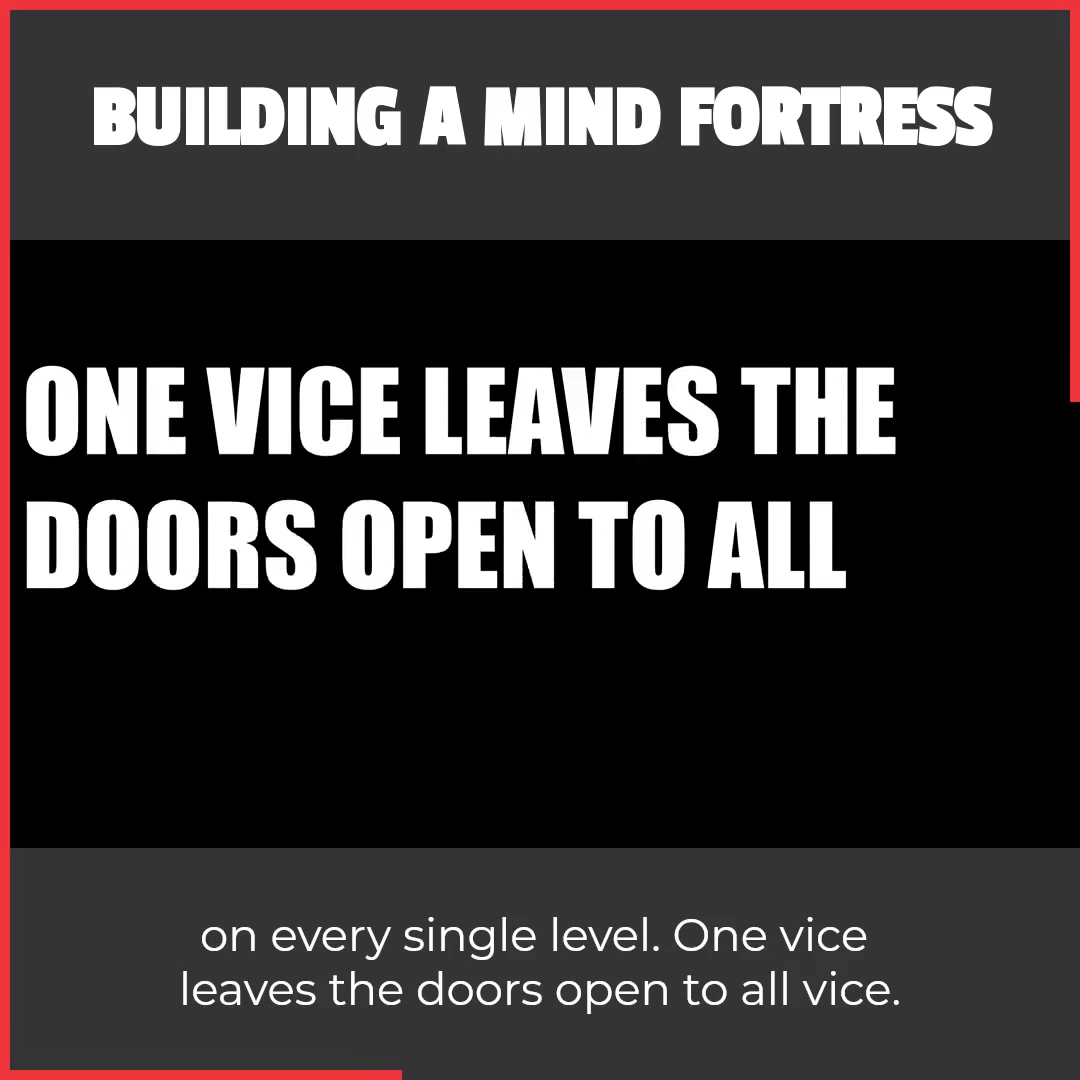 BUILDING A MIND FORTRESS
ONE VICE LEAVES THE
DOORS OPEN TO ALL
on every single level. One vice
leaves the doors open to all vice.